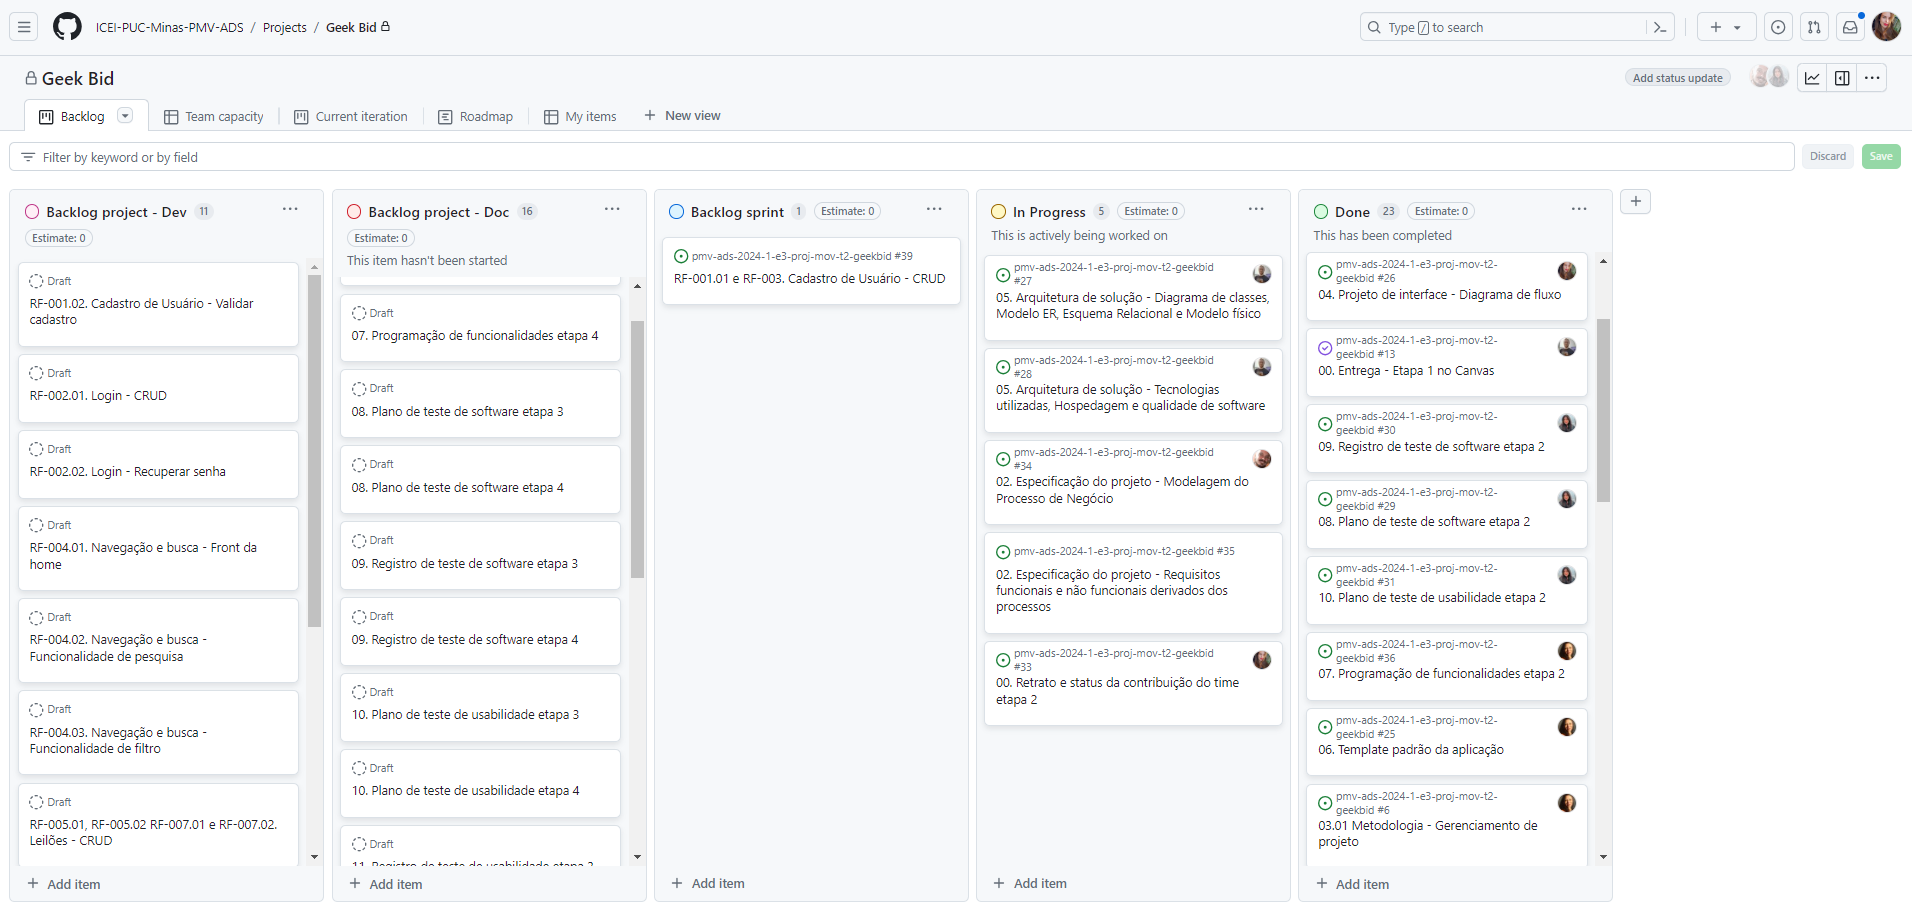 ICEI-PUC-Minas-PMV-ADS / Projects / Geek Bid
Type / to search
Geek Bid
Add status update
Backlog
Team capacity
Current iteration
Roadmap
My items
New view
Filter by keyword or by field
Discard
Save
Backlog project - Dev 11
Estimate: 0
Draft
RF-001.02. Cadastro de Usuário - Validar
cadastro
Draft
RF-002.01. Login - CRUD
Draft
RF-002.02. Login - Recuperar senha
Draft
RF-004.01. Navegação e busca - Front da
home
Draft
RF-004.02. Navegação e busca -
Funcionalidade de pesquisa
Draft
RF-004.03. Navegação e busca -
Funcionalidade de filtro
Draft
RF-005.01, RF-005.02 RF-007.01 e RF-007.02.
Leilões - CRUD
Add item
Backlog project - Doc 16
Estimate: 0
This item hasn't been started
Draft
07. Programação de funcionalidades etapa 4
Draft
08. Plano de teste de software etapa 3
Draft
08. Plano de teste de software etapa 4
Draft
09. Registro de teste de software etapa 3
Draft
09. Registro de teste de software etapa 4
Draft
10. Plano de teste de usabilidade etapa 3
Draft
10. Plano de teste de usabilidade etapa 4
Draft
11. Registro de teste de usabilidade etapa 3
Add item
Backlog sprint 1 Estimate: 0
pmv-ads-2024-1-e3-proj-mov-t2-geekbid #39
RF-001.01 e RF-003. Cadastro de Usuário - CRUD
Add item
In Progress 5 Estimate: 0
This is actively being worked on
pmv-ads-2024-1-e3-proj-mov-t2-geekbid
#27
05. Arquitetura de solução - Diagrama de classes,
Modelo ER, Esquema Relacional e Modelo físico
pmv-ads-2024-1-e3-proj-mov-t2-geekbid
#28
05. Arquitetura de solução - Tecnologias
utilizadas, Hospedagem e qualidade de software
pmv-ads-2024-1-e3-proj-mov-t2-geekbid
#34
02. Especificação do projeto - Modelagem do
Processo de Negócio
pmv-ads-2024-1-e3-proj-mov-t2-geekbid #35
02. Especificação do projeto - Requisitos
funcionais e não funcionais derivados dos
processos
pmv-ads-2024-1-e3-proj-mov-t2-geekbid
#33
00. Retrato e status da contribuição do time
etapa 2
Add item
Done 23 Estimate: 0
This has been completed
pmv-ads-2024-1-e3-proj-mov-t2-
geekbid #26
04. Projeto de interface - Diagrama de fluxo
pmv-ads-2024-1-e3-proj-mov-t2-
geekbid #13
00. Entrega - Etapa 1 no Canvas
pmv-ads-2024-1-e3-proj-mov-t2-
geekbid #30
09. Registro de teste de software etapa 2
pmv-ads-2024-1-e3-proj-mov-t2-
geekbid #29
08. Plano de teste de software etapa 2
pmv-ads-2024-1-e3-proj-mov-t2-
geekbid #31
10. Plano de teste de usabilidade etapa 2
pmv-ads-2024-1-e3-proj-mov-t2-
geekbid #36
07. Programação de funcionalidades etapa 2
pmv-ads-2024-1-e3-proj-mov-t2-
geekbid #25
06. Template padrão da aplicação
pmv-ads-2024-1-e3-proj-mov-t2-
geekbid #6
03.01 Metodologia - Gerenciamento de
projeto
Add item